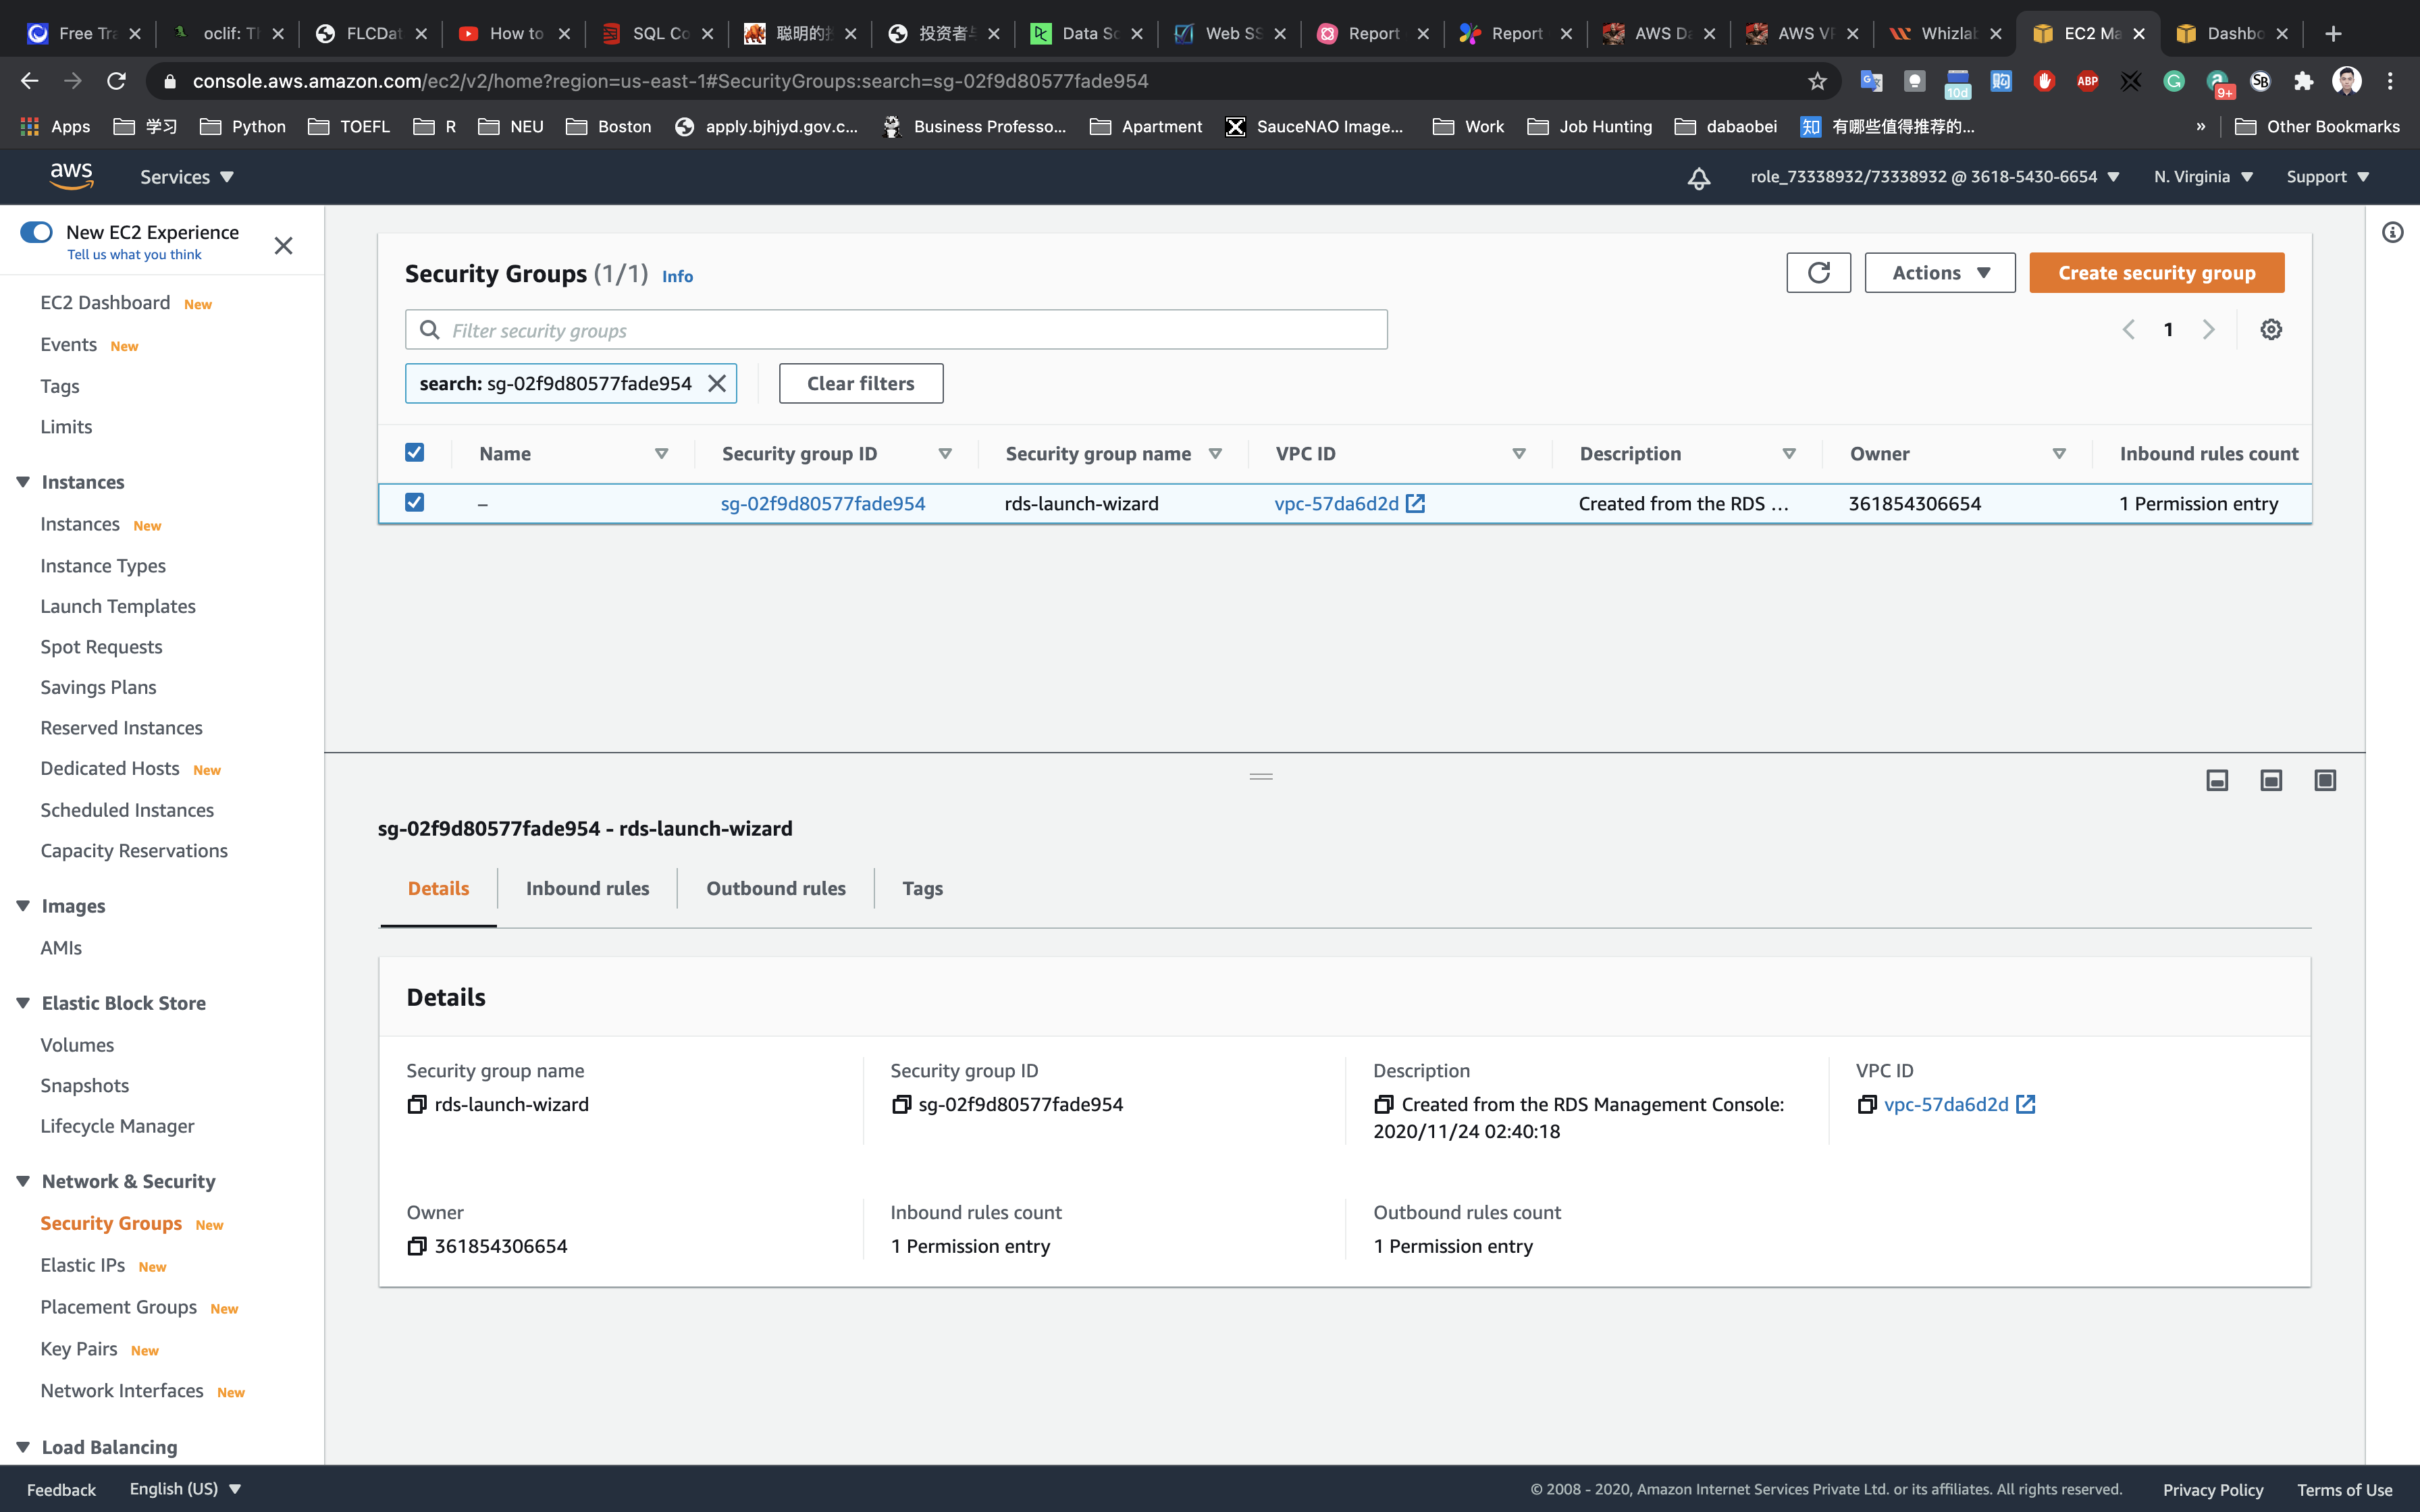 Free Tra
oclif: Th
FLCDat
How to
SQL Co
聪明的投
投资者与
Data Sc
Web SS
Report
Report
AWS Da
AWS VP
Whizlab
EC2 Ma
Dashbo
console.aws.amazon.com/ec2/v2/home?region=us-east-1#SecurityGroups:search=sg-02f9d80577fade954
10d
ABP
9+
SB
Apps
学习
Python
TOEFL
R
NEU
Boston
apply.bjhjyd.gov.c...
Business Professo...
Apartment
SauceNAO Image...
Work
Job Hunting
dabaobei
知 有哪些值得推荐的...
»
Other Bookmarks
aws
Services
role_73338932/73338932 @ 3618-5430-6654
N. Virginia
Support
New EC2 Experience
Tell us what you think
EC2 Dashboard New
Events New
Tags
Limits
Instances
Instances New
Instance Types
Launch Templates
Spot Requests
Savings Plans
Reserved Instances
Dedicated Hosts New
Scheduled Instances
Capacity Reservations
Images
AMIs
Elastic Block Store
Volumes
Snapshots
Lifecycle Manager
Network & Security
Security Groups New
Elastic IPs New
Placement Groups New
Key Pairs New
Network Interfaces New
Load Balancing
Security Groups (1/1) Info
Actions
Create security group
Filter security groups
1
search: sg-02f9d80577fade954
Clear filters
Name Security group ID Security group name VPC ID Description Owner Inbound rules count
– sg-02f9d80577fade954 rds-launch-wizard vpc-57da6d2d Created from the RDS ... 361854306654 1 Permission entry
sg-02f9d80577fade954 - rds-launch-wizard
Details Inbound rules Outbound rules Tags
Details
Security group name
rds-launch-wizard
Security group ID
sg-02f9d80577fade954
Description
Created from the RDS Management Console:
2020/11/24 02:40:18
VPC ID
vpc-57da6d2d
Owner
361854306654
Inbound rules count
1 Permission entry
Outbound rules count
1 Permission entry
Feedback
English (US)
© 2008 - 2020, Amazon Internet Services Private Ltd. or its affiliates. All rights reserved.
Privacy Policy
Terms of Use